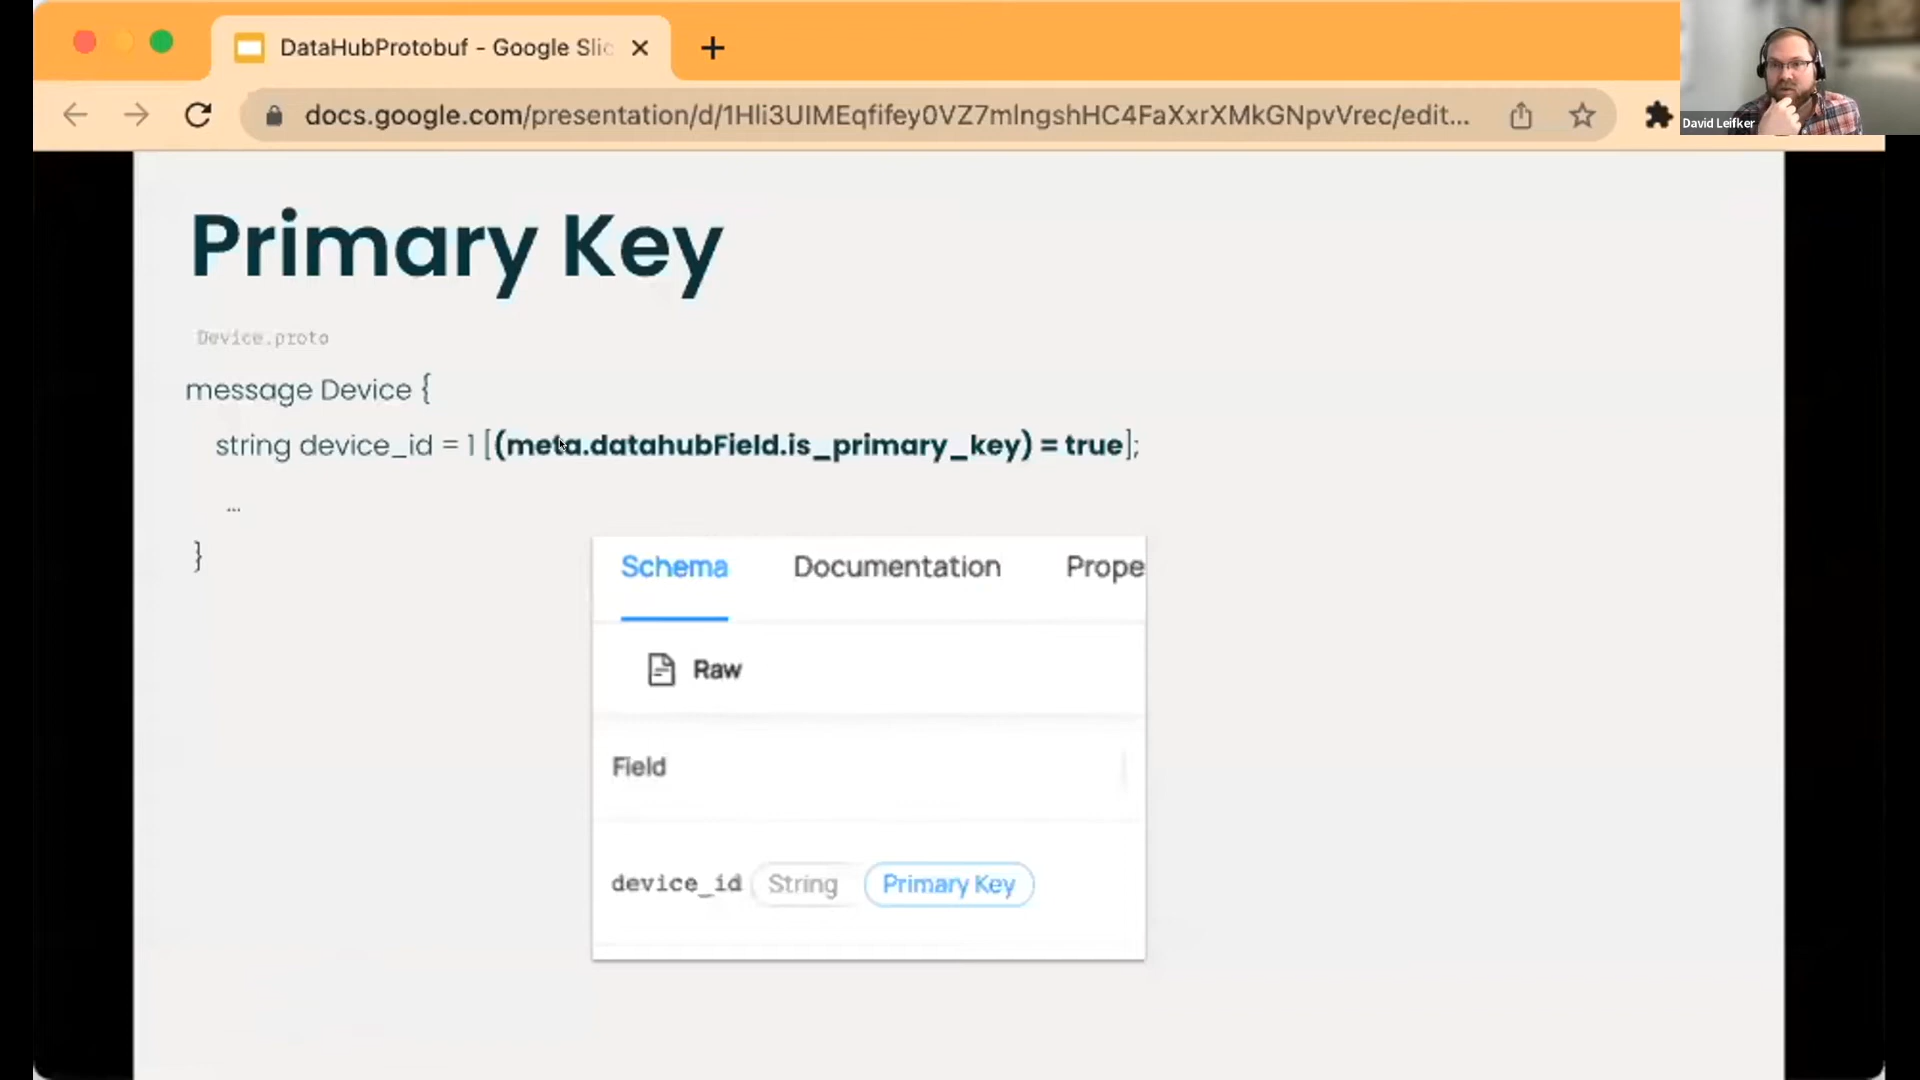 DataHubProtobuf - Google Slic
docs.google.com/presentation/d/1Hli3UIMEqfifey0VZ7mlngshHC4FaXxrXMkGNpvVrec/edit...
David Leifker
Primary Key
Device.proto
message Device {
string device_id = 1 [(meta.datahubField.is_primary_key) = true];
...
}
Schema Documentation Prope
Raw
Field
device_id String Primary Key